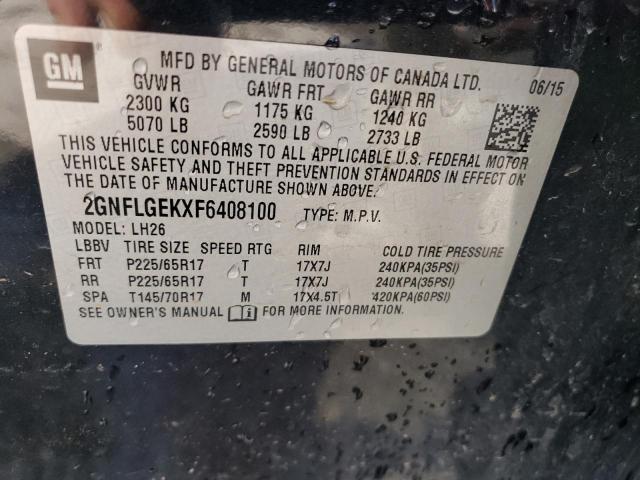 GM ®
MFD BY GENERAL MOTORS OF CANADA LTD. 06/15
GVWR GAWR FRT GAWR RR
2300 KG 1175 KG 1240 KG
5070 LB 2590 LB 2733 LB
THIS VEHICLE CONFORMS TO ALL APPLICABLE U.S. FEDERAL MOTOR
VEHICLE SAFETY AND THEFT PREVENTION STANDARDS IN EFFECT ON
THE DATE OF MANUFACTURE SHOWN ABOVE.
2GNFLGEKXF6408100 TYPE: M.P.V.
MODEL: LH26
LBBV TIRE SIZE SPEED RTG RIM COLD TIRE PRESSURE
FRT P225/65R17 T 17X7J 240KPA(35PSI)
RR P225/65R17 T 17X7J 240KPA(35PSI)
SPA T145/70R17 M 17X4.5T 420KPA(60PSI)
SEE OWNER'S MANUAL i FOR MORE INFORMATION.